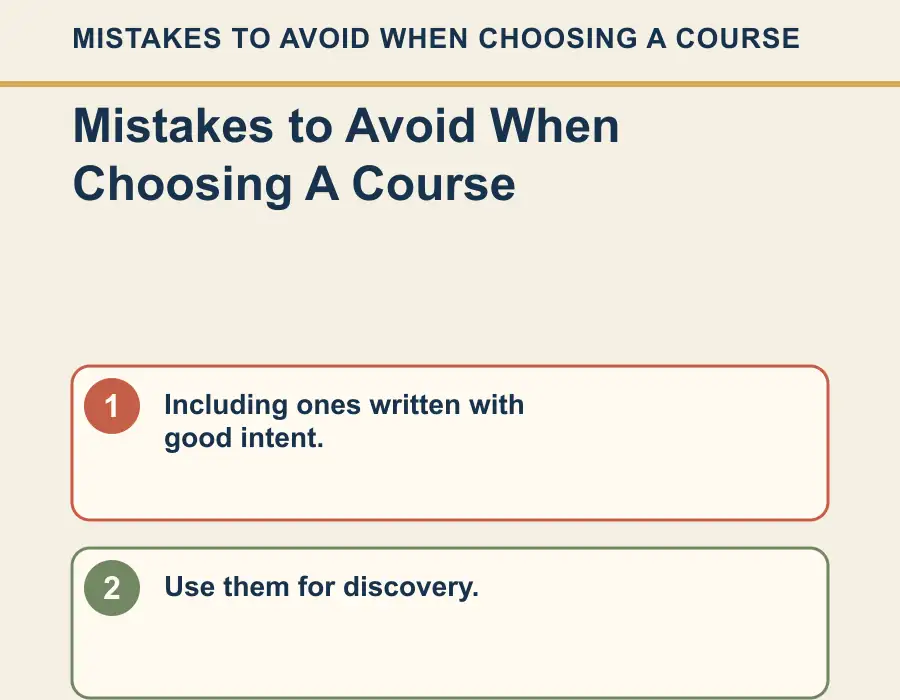 MISTAKES TO AVOID WHEN CHOOSING A COURSE
Mistakes to Avoid When
Choosing A Course
1
Including ones written with
good intent.
2
Use them for discovery.